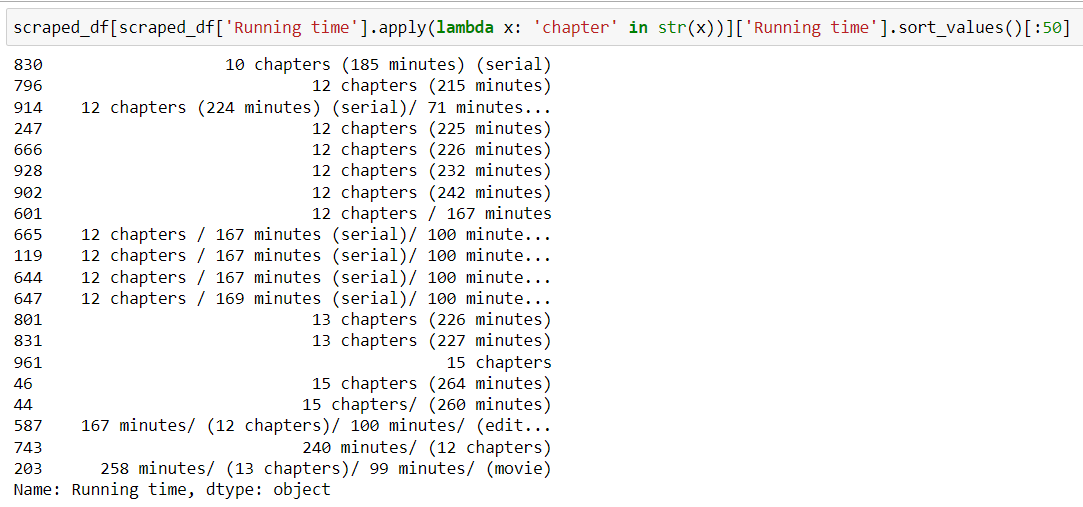 scraped_df[scraped_df['Running time'].apply(lambda x: 'chapter' in str(x))]['Running time'].sort_values()[:50]
830 10 chapters (185 minutes) (serial)
796 12 chapters (215 minutes)
914 12 chapters (224 minutes) (serial)/ 71 minutes...
247 12 chapters (225 minutes)
666 12 chapters (226 minutes)
928 12 chapters (232 minutes)
902 12 chapters (242 minutes)
601 12 chapters / 167 minutes
665 12 chapters / 167 minutes (serial)/ 100 minute...
119 12 chapters / 167 minutes (serial)/ 100 minute...
644 12 chapters / 167 minutes (serial)/ 100 minute...
647 12 chapters / 169 minutes (serial)/ 100 minute...
801 13 chapters (226 minutes)
831 13 chapters (227 minutes)
961 15 chapters
46 15 chapters (264 minutes)
44 15 chapters/ (260 minutes)
587 167 minutes/ (12 chapters)/ 100 minutes/ (edit...
743 240 minutes/ (12 chapters)
203 258 minutes/ (13 chapters)/ 99 minutes/ (movie)
Name: Running time, dtype: object